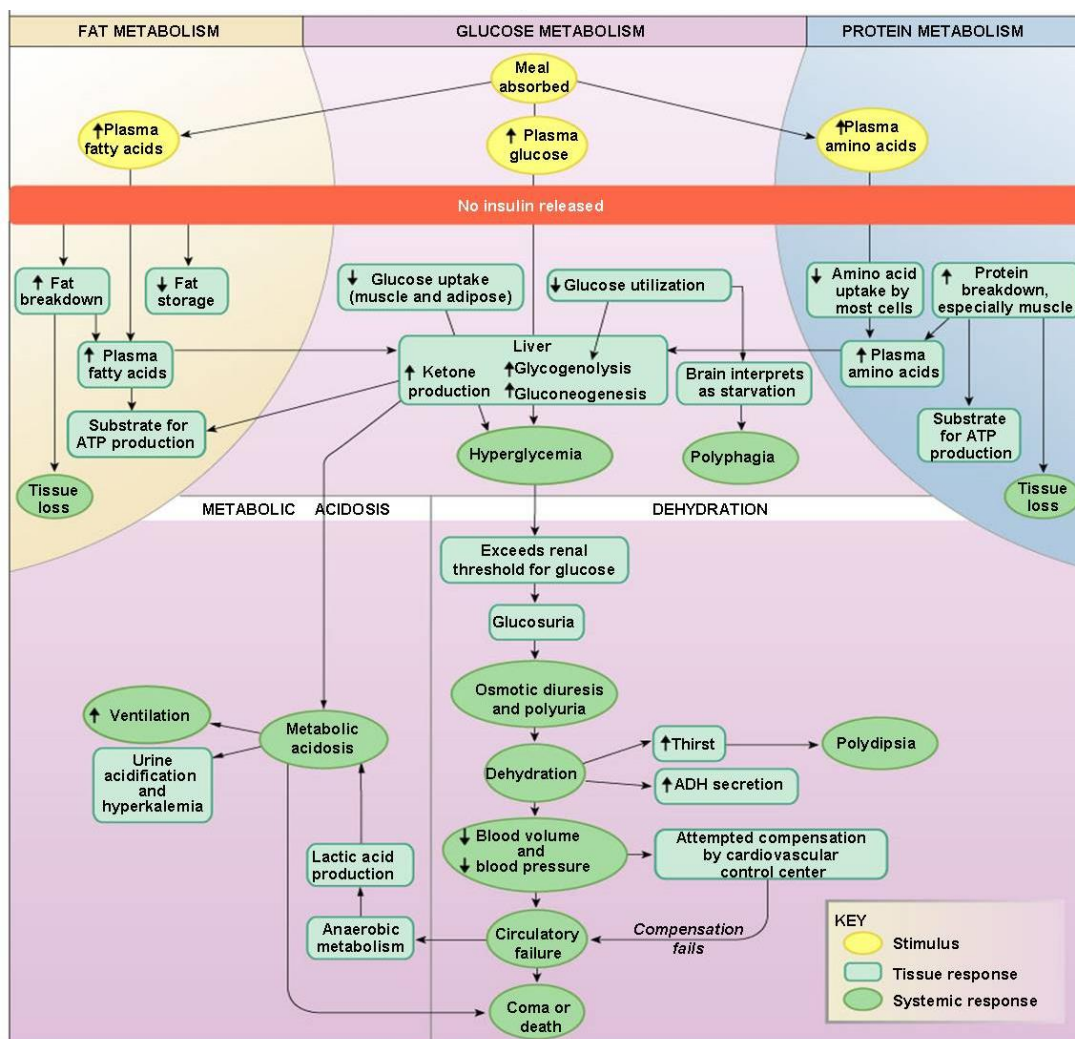 FAT METABOLISM
GLUCOSE METABOLISM
PROTEIN METABOLISM
Meal
absorbed
↑Plasma
fatty acids
↑ Plasma
glucose
↑Plasma
amino acids
No insulin released
↑ Fat
breakdown
↓ Fat
storage
↓ Glucose uptake
(muscle and adipose)
↓Glucose utilization
↓ Amino acid
uptake by
most cells
↑ Protein
breakdown,
especially muscle
↑ Plasma
fatty acids
Liver
↑ Ketone
production
↑Glycogenolysis
↑Gluconeogenesis
Brain interprets
as starvation
↑ Plasma
amino acids
Substrate for
ATP production
Hyperglycemia
Polyphagia
Substrate
for ATP
production
Tissue
loss
Tissue
loss
METABOLIC ACIDOSIS
DEHYDRATION
Exceeds renal
threshold for glucose
Glucosuria
Osmotic diuresis
and polyuria
↑ Ventilation
Metabolic
acidosis
Urine
acidification
and
hyperkalemia
Dehydration
↑Thirst
Polydipsia
↑ADH secretion
↓ Blood volume
and
↓ blood pressure
Attempted compensation
by cardiovascular
control center
Lactic acid
production
Anaerobic
metabolism
Circulatory
failure
Compensation
fails
Coma or
death
KEY
Stimulus
Tissue response
Systemic response